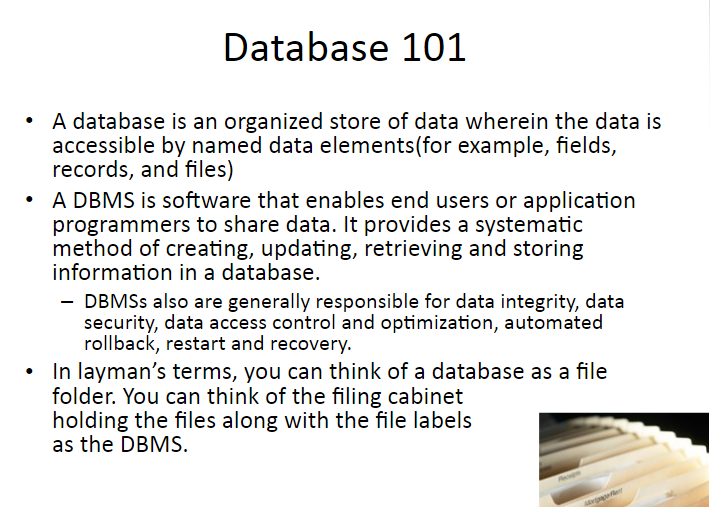 Database 101
• A database is an organized store of data wherein the data is
accessible by named data elements(for example, fields,
records, and files)
• A DBMS is software that enables end users or application
programmers to share data. It provides a systematic
method of creating, updating, retrieving and storing
information in a database.
– DBMSs also are generally responsible for data integrity, data
security, data access control and optimization, automated
rollback, restart and recovery.
• In layman’s terms, you can think of a database as a file
folder. You can think of the filing cabinet
holding the files along with the file labels
as the DBMS.
Receipts
Mortgage/Rent